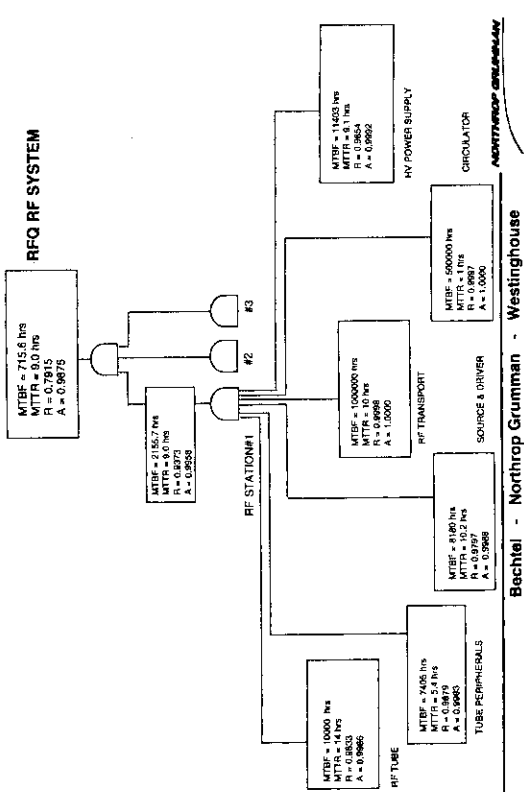 RFQ RF SYSTEM
MTBF = 715.6 hrs
MTTR = 9.0 hrs
R = 0.7915
A = 0.9876
#2
#3
MTBF = 2155.7 hrs
MTTR = 9.0 hrs
R = 0.9373
A = 0.9958
RF STATION#1
MTBF = 10000 hrs
MTTR = 14 hrs
R = 0.9833
A = 0.9986
RF TUBE
MTBF = 7406 hrs
MTTR = 5.4 hrs
R = 0.9879
A = 0.9993
TUBE PERIPHERALS
MTBF = 8180 hrs
MTTR = 10.2 hrs
R = 0.9797
A = 0.9988
SOURCE & DRIVER
MTBF = 1000000 hrs
MTTR = 10 hrs
R = 0.9998
A = 1.0000
RF TRANSPORT
MTBF = 500000 hrs
MTTR = 1 hrs
R = 0.9997
A = 1.0000
CIRCULATOR
MTBF = 11403 hrs
MTTR = 9.1 hrs
R = 0.9854
A = 0.9992
HV POWER SUPPLY
Bechtel - Northrop Grumman - Westinghouse
NORTHROP GRUMMAN